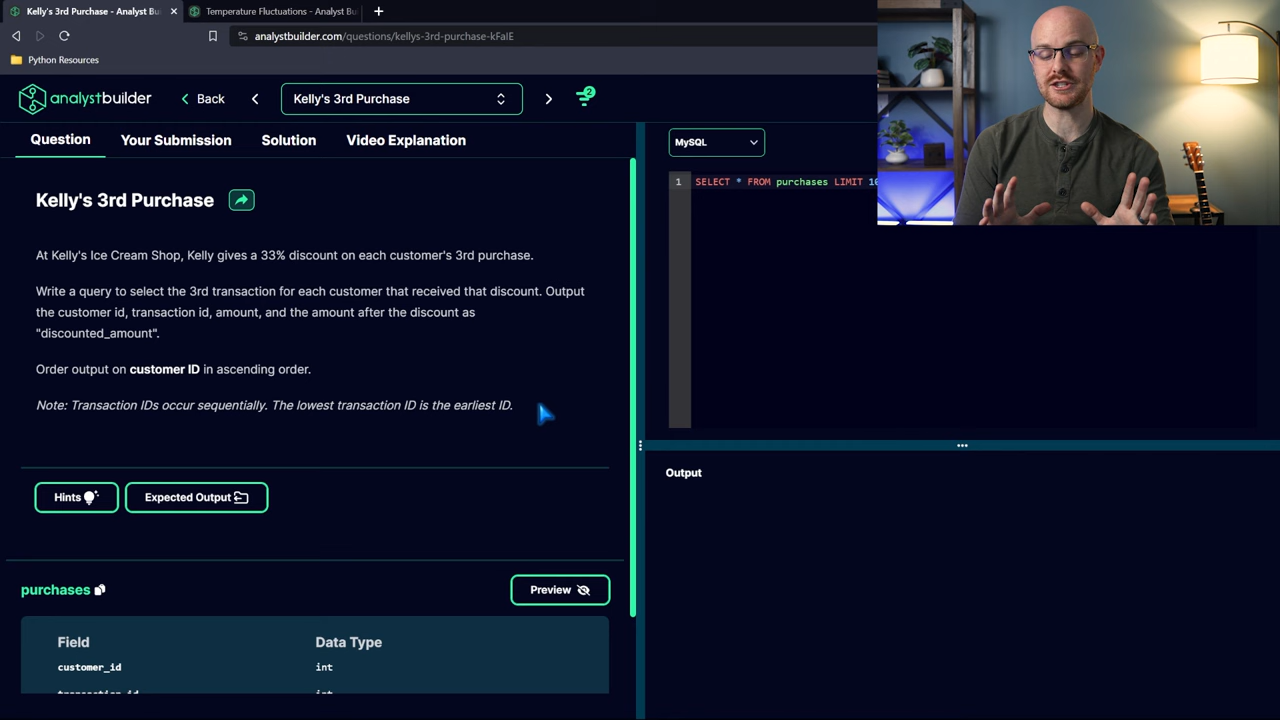 Kelly's 3rd Purchase - Analyst Bu
Temperature Fluctuations - Analyst Bu
analystbuilder.com/questions/kellys-3rd-purchase-kFaIE
Python Resources
analystbuilder
Back
Kelly's 3rd Purchase
2
Question
Your Submission
Solution
Video Explanation
MySQL
1
SELECT * FROM purchases LIMIT 10
Kelly's 3rd Purchase
At Kelly's Ice Cream Shop, Kelly gives a 33% discount on each customer's 3rd purchase.
Write a query to select the 3rd transaction for each customer that received that discount. Output
the customer id, transaction id, amount, and the amount after the discount as
"discounted_amount".
Order output on customer ID in ascending order.
Note: Transaction IDs occur sequentially. The lowest transaction ID is the earliest ID.
Hints
Expected Output
Output
purchases
Preview
Field
Data Type
customer_id
int
transaction_id
int